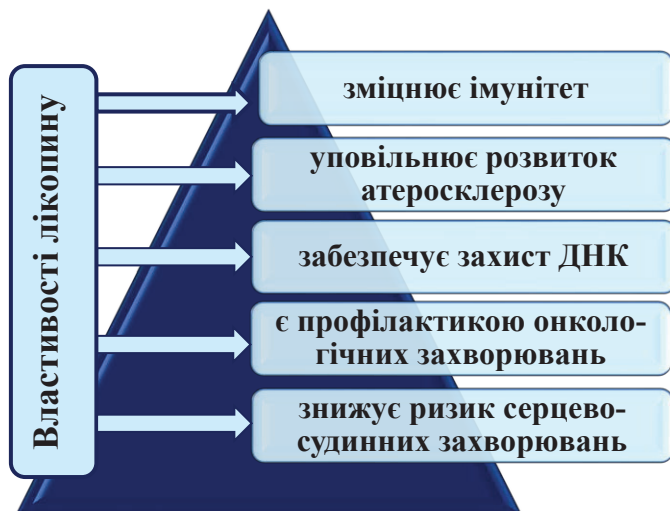 Властивості лікопину
зміцнює імунітет
уповільнює розвиток
атеросклерозу
забезпечує захист ДНК
є профілактикою онколо-
гічних захворювань
знижує ризик серцево-
судинних захворювань